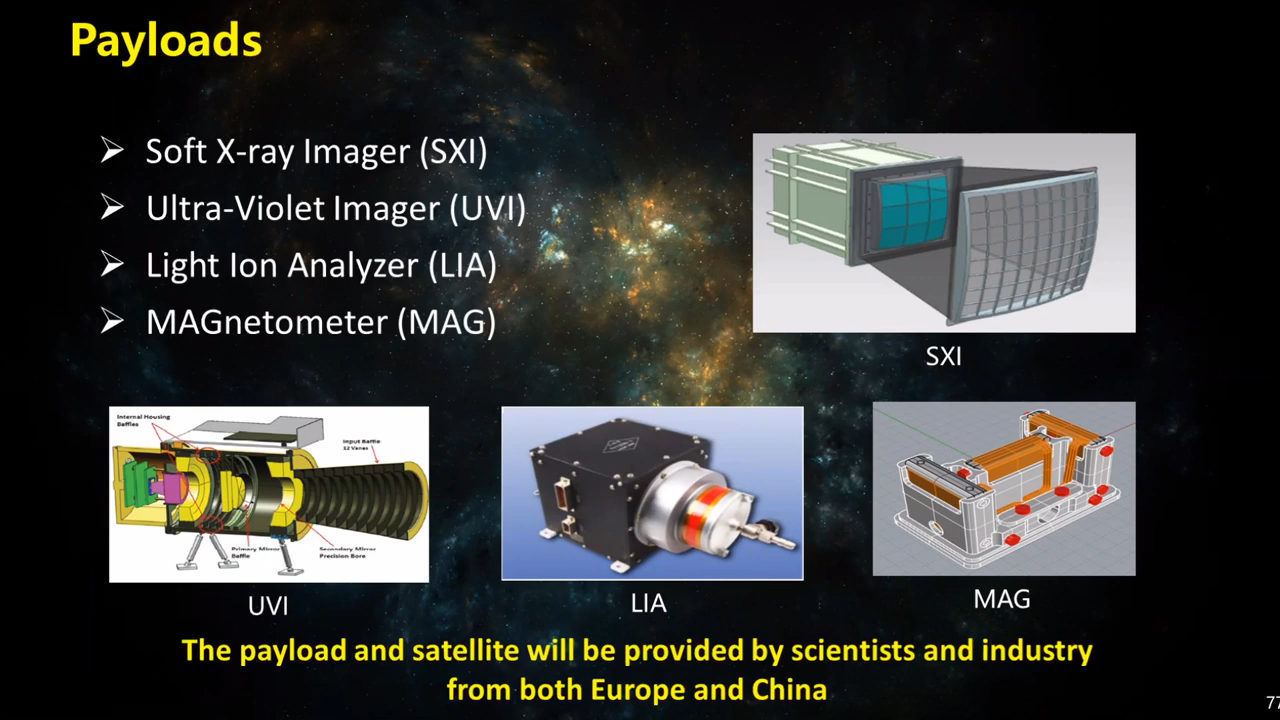 Payloads
Soft X-ray Imager (SXI)
Ultra-Violet Imager (UVI)
Light Ion Analyzer (LIA)
MAGnetometer (MAG)
SXI
Internal Housing
Baffles
Input Baffle
12 Vanes
Primary Mirror
Baffle
Secondary Mirror
Precision Bore
UVI
LIA
MAG
The payload and satellite will be provided by scientists and industry
from both Europe and China
77